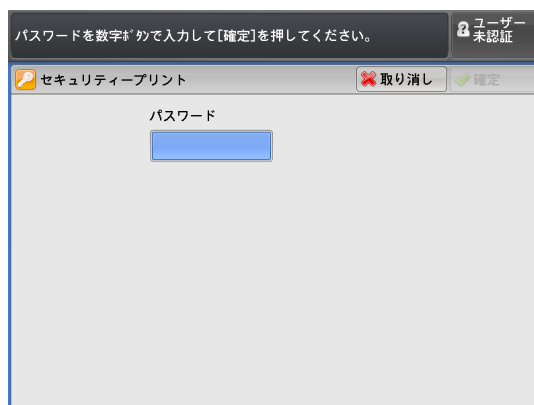 パスワードを数字ﾎﾞﾀﾝで入力して[確定]を押してください。
ユーザー
未認証
セキュリティープリント
取り消し
確定
パスワード